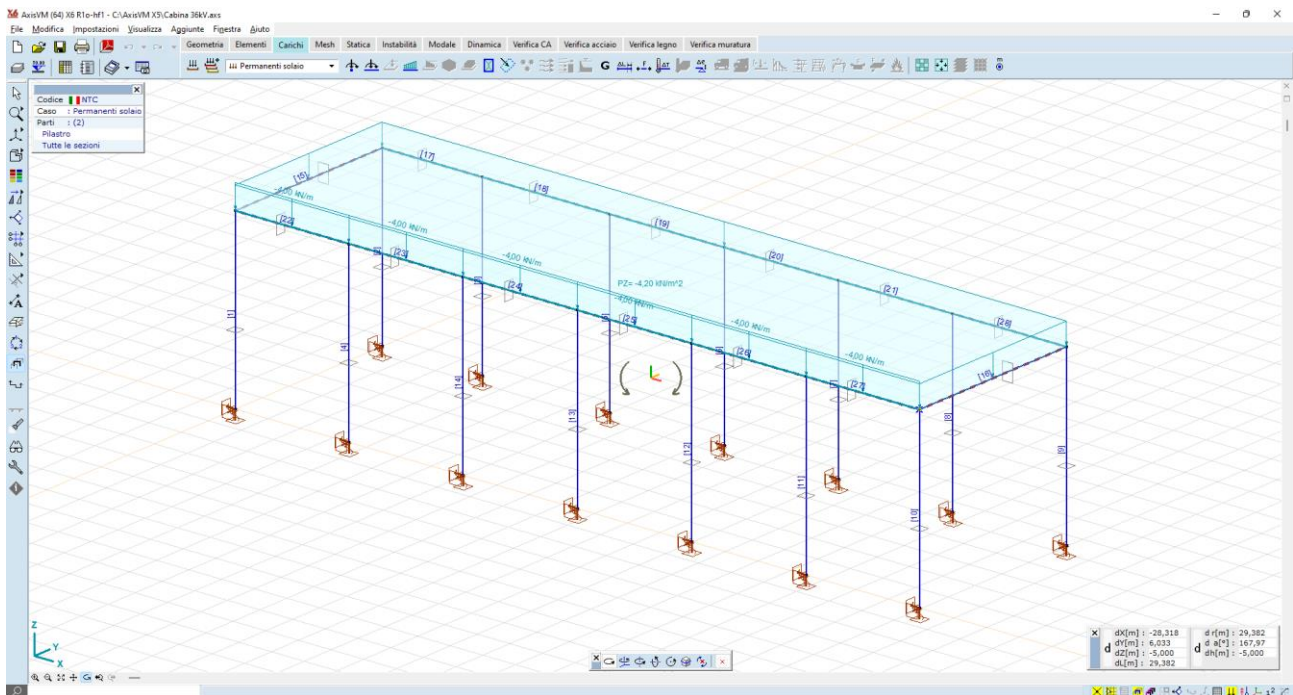 AxisVM (64) X6 R1o-hf1 - C:\AxisVM X5\Cabina 36kV.axs
File Modifica Impostazioni Visualizza Aggiunte Finestra Aiuto
Geometria Elementi Carichi Mesh Statica Instabilità Modale Dinamica Verifica CA Verifica acciaio Verifica legno Verifica muratura
Permanenti solaio
Codice NTC
Caso : Permanenti solaio
Parti : (2)
Pilastro
Tutte le sezioni
[17]
[15]
[18]
-4,00 kN/m
[19]
[22]
-4,00 kN/m
[20]
[23]
-4,00 kN/m
PZ= -4,20 kN/m^2
[21]
[24]
-4,00 kN/m
[28]
[25]
-4,00 kN/m
[26]
-4,00 kN/m
[16]
[27]
[1]
[4]
[14]
[13]
[12]
[11]
[10]
[8]
[9]
Z
Y
X
dX[m] : -28,318
dY[m] : 6,033
dZ[m] : -5,000
dL[m] : 29,382
d
d r[m] : 29,382
d a[°] : 167,97
dh[m] : -5,000
d